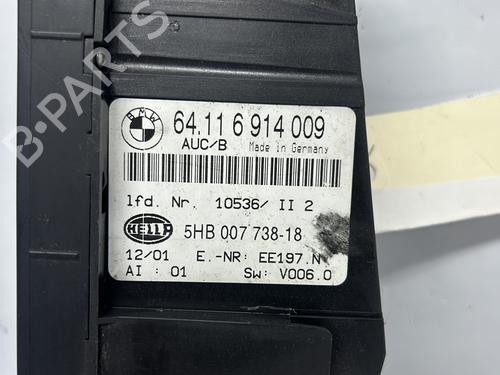 B-PARTS
BMW
64.11 6 914 009
AUC/B Made in Germany
lfd. Nr. 10536/ II 2
HELLA 5HB 007 738-18
12/01 E.-NR: EE197.N
AI : 01 SW: V006.0